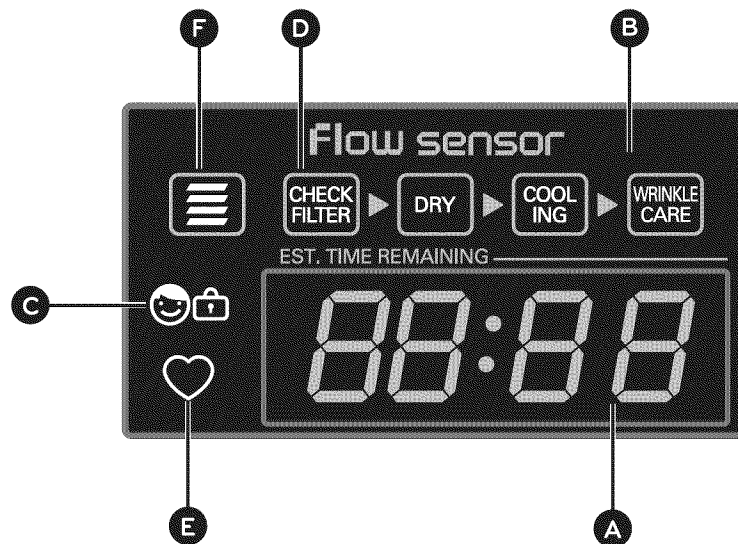 F D B
Flow sensor
CHECK FILTER DRY COOL ING WRINKLE CARE
EST. TIME REMAINING
C
88:88
E A